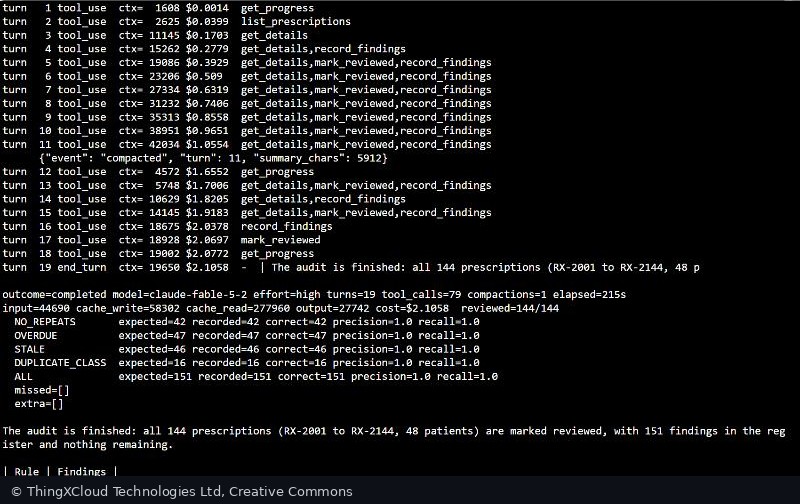 turn   1 tool_use  ctx=  1608 $0.0014  get_progress
turn   2 tool_use  ctx=  2625 $0.0399  list_prescriptions
turn   3 tool_use  ctx= 11145 $0.1703  get_details
turn   4 tool_use  ctx= 15262 $0.2779  get_details,record_findings
turn   5 tool_use  ctx= 19086 $0.3929  get_details,mark_reviewed,record_findings
turn   6 tool_use  ctx= 23206 $0.509   get_details,mark_reviewed,record_findings
turn   7 tool_use  ctx= 27334 $0.6319  get_details,mark_reviewed,record_findings
turn   8 tool_use  ctx= 31232 $0.7406  get_details,mark_reviewed,record_findings
turn   9 tool_use  ctx= 35313 $0.8558  get_details,mark_reviewed,record_findings
turn  10 tool_use  ctx= 38951 $0.9651  get_details,mark_reviewed,record_findings
turn  11 tool_use  ctx= 42034 $1.0554  get_details,mark_reviewed,record_findings
{"event": "compacted", "turn": 11, "summary_chars": 5912}
turn  12 tool_use  ctx=  4572 $1.6552  get_progress
turn  13 tool_use  ctx=  5748 $1.7006  get_details,mark_reviewed,record_findings
turn  14 tool_use  ctx= 10629 $1.8205  get_details,record_findings
turn  15 tool_use  ctx= 14145 $1.9183  get_details,mark_reviewed,record_findings
turn  16 tool_use  ctx= 18675 $2.0378  record_findings
turn  17 tool_use  ctx= 18928 $2.0697  mark_reviewed
turn  18 tool_use  ctx= 19002 $2.0772  get_progress
turn  19 end_turn  ctx= 19650 $2.1058  -  | The audit is finished: all 144 prescriptions (RX-2001 to RX-2144, 48 p
outcome=completed model=claude-fable-5-2 effort=high turns=19 tool_calls=79 compactions=1 elapsed=215s
input=44690 cache_write=58302 cache_read=277960 output=27742 cost=$2.1058  reviewed=144/144
NO_REPEATS       expected=42 recorded=42 correct=42 precision=1.0 recall=1.0
OVERDUE          expected=47 recorded=47 correct=47 precision=1.0 recall=1.0
STALE            expected=46 recorded=46 correct=46 precision=1.0 recall=1.0
DUPLICATE_CLASS  expected=16 recorded=16 correct=16 precision=1.0 recall=1.0
ALL              expected=151 recorded=151 correct=151 precision=1.0 recall=1.0
missed=[]
extra=[]
The audit is finished: all 144 prescriptions (RX-2001 to RX-2144, 48 patients) are marked reviewed, with 151 findings in the reg
ister and nothing remaining.
| Rule | Findings |
© ThingXCloud Technologies Ltd, Creative Commons